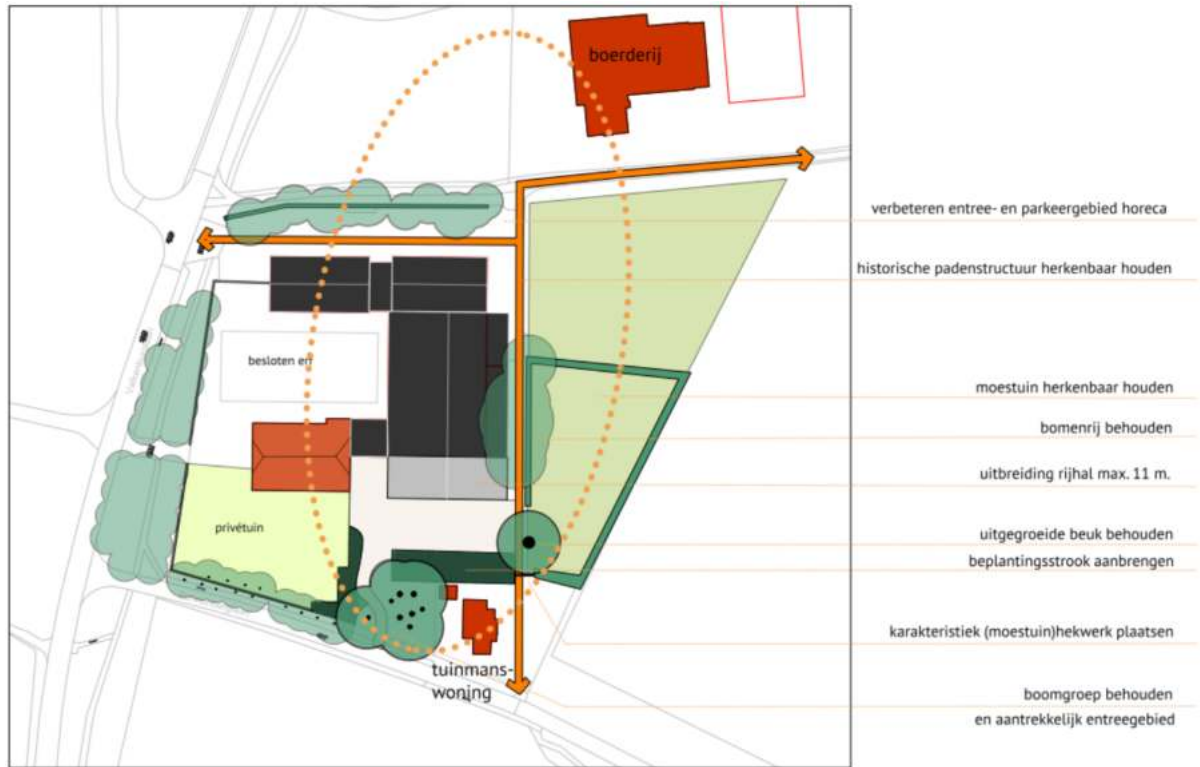 boerderij
verbeteren entree- en parkeergebied horeca
historische padenstructuur herkenbaar houden
besloten erf
moestuin herkenbaar houden
bomenrij behouden
uitbreiding rijhal max. 11 m.
privétuin
uitgegroeide beuk behouden
beplantingsstrook aanbrengen
karakteristiek (moestuin)hekwerk plaatsen
tuinmans-
woning
boomgroep behouden
en aantrekkelijk entreegebied